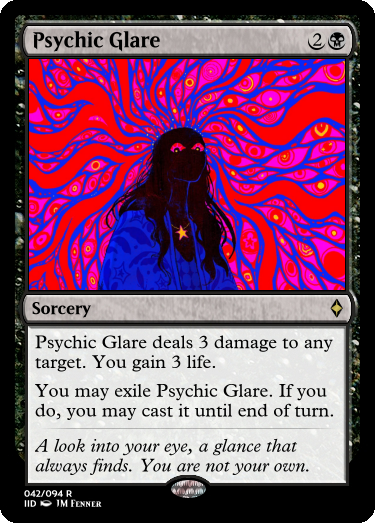 Psychic Glare 2
Sorcery
Psychic Glare deals 3 damage to any
target. You gain 3 life.
You may exile Psychic Glare. If you
do, you may cast it until end of turn.
A look into your eye, a glance that
always finds. You are not your own.
042/094 R
IID JM Fenner